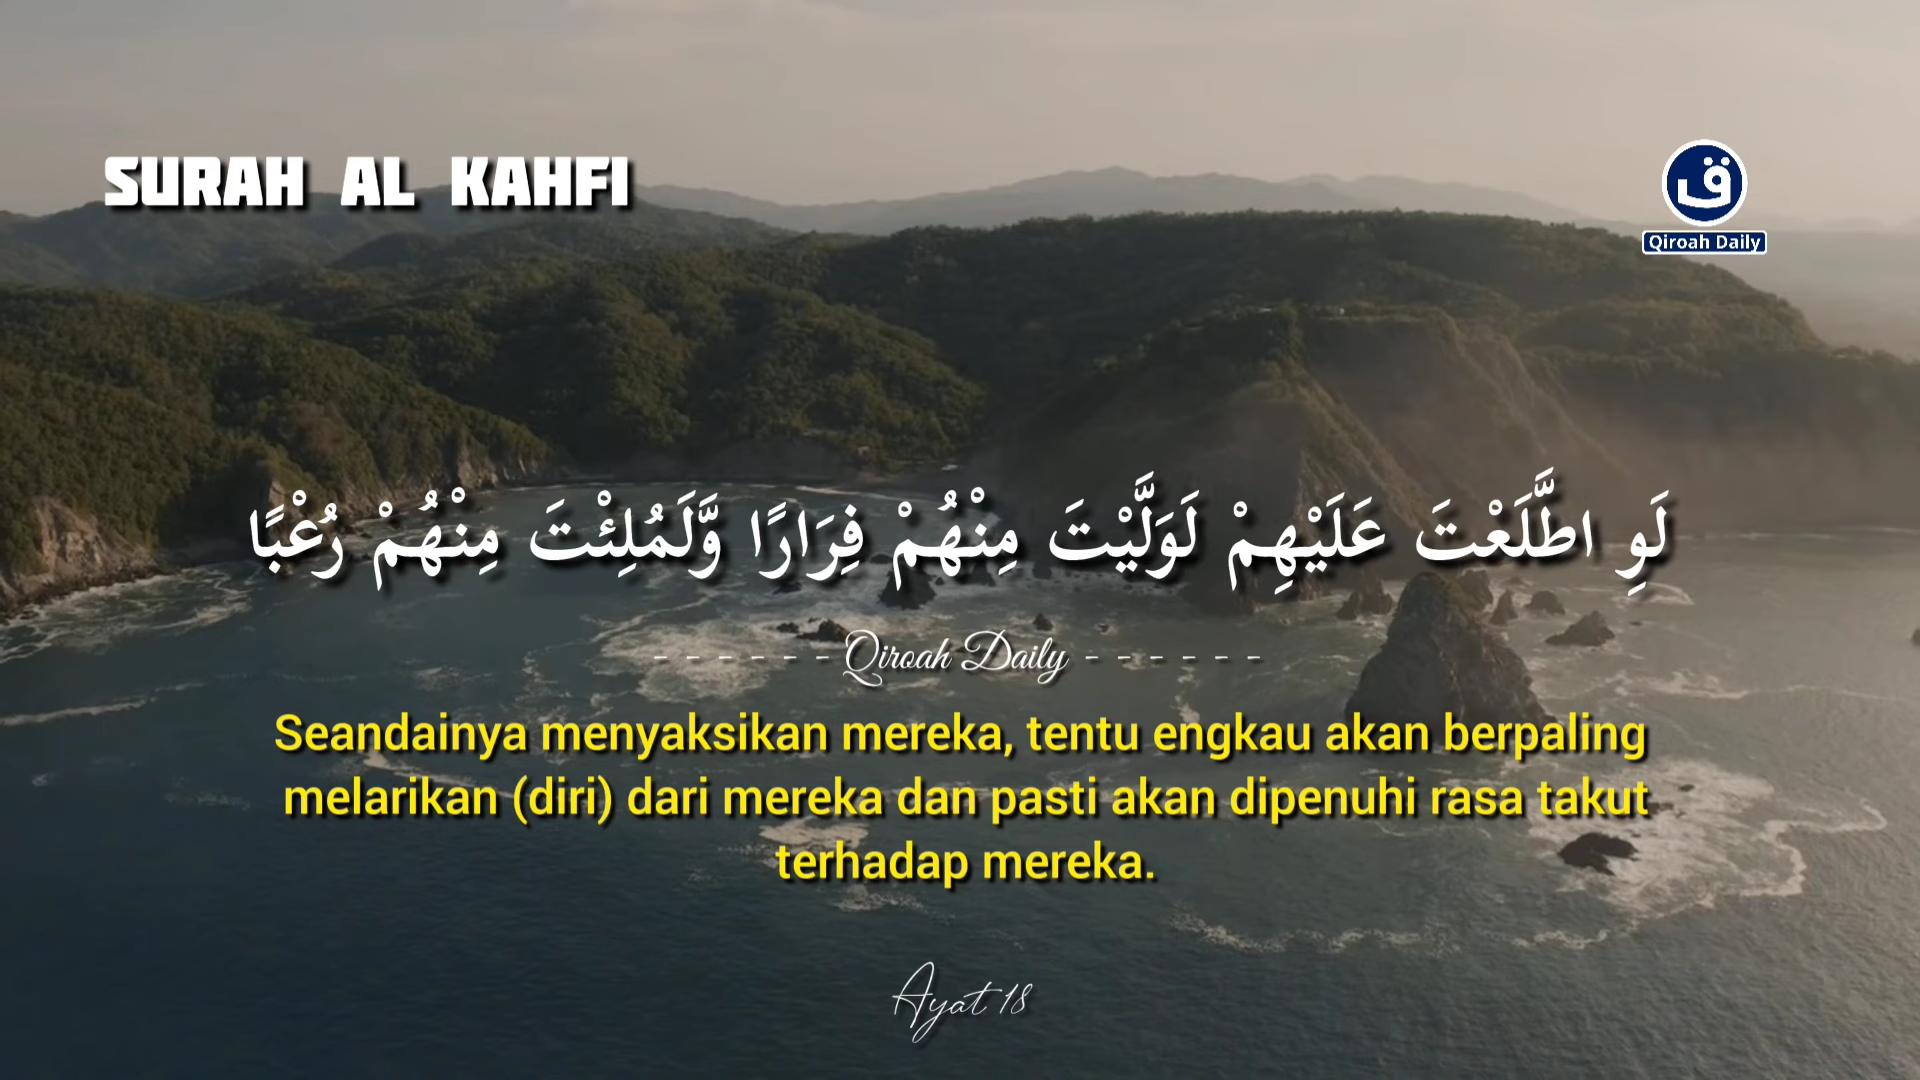 SURAH AL KAHFI
ق
Qiroah Daily
لَوِ اطَّلَعْتَ عَلَيْهِمْ لَوَلَّيْتَ مِنْهُمْ فِرَارًا وَّلَمُلِئْتَ مِنْهُمْ رُعْبًا
- - - - - - Qiroah Daily - - - - - -
Seandainya menyaksikan mereka, tentu engkau akan berpaling
melarikan (diri) dari mereka dan pasti akan dipenuhi rasa takut
terhadap mereka.
Ayat 18